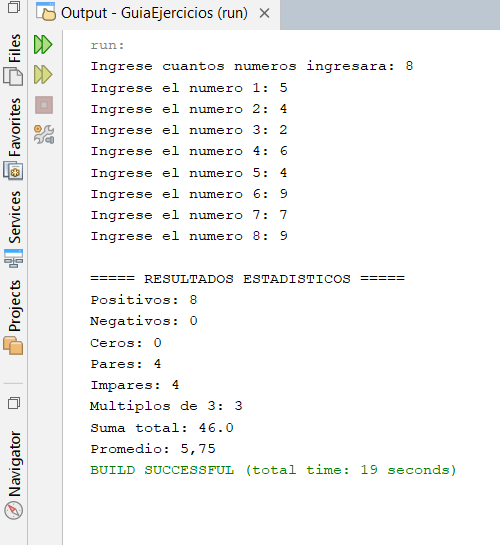 Output - GuiaEjercicios (run) ×
Files
Favorites
Services
Projects
Navigator
run:
Ingrese cuantos numeros ingresara: 8
Ingrese el numero 1: 5
Ingrese el numero 2: 4
Ingrese el numero 3: 2
Ingrese el numero 4: 6
Ingrese el numero 5: 4
Ingrese el numero 6: 9
Ingrese el numero 7: 7
Ingrese el numero 8: 9
===== RESULTADOS ESTADISTICOS =====
Positivos: 8
Negativos: 0
Ceros: 0
Pares: 4
Impares: 4
Multiplos de 3: 3
Suma total: 46.0
Promedio: 5,75
BUILD SUCCESSFUL (total time: 19 seconds)